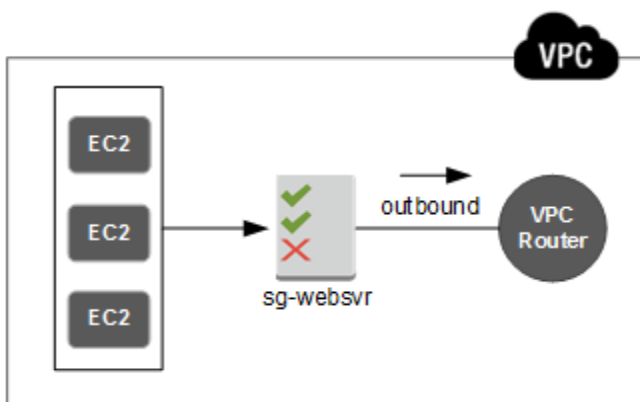 VPC
EC2
EC2
EC2
sg-websvr
outbound
VPC
Router